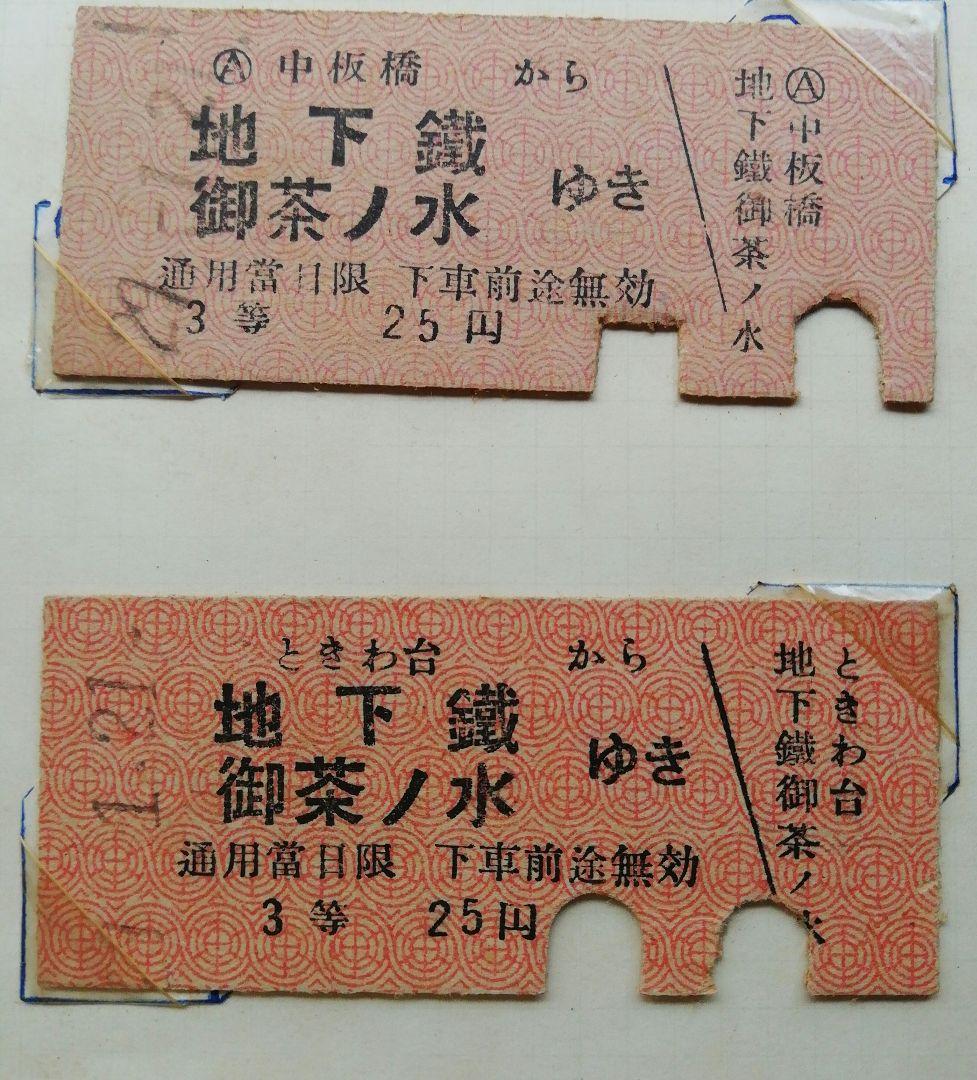 Ⓐ中板橋 から
地下鐵
御茶ノ水 ゆき
通用當日限 下車前途無効
3等 25円
Ⓐ中板橋
地下鐵御茶ノ水
ときわ台 から
地下鐵
御茶ノ水 ゆき
通用當日限 下車前途無効
3等 25円
ときわ台
地下鐵御茶ノ水
1.21.